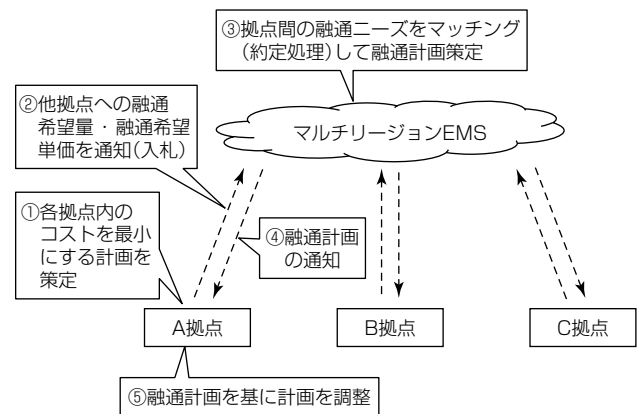 ③拠点間の融通ニーズをマッチング
(約定処理)して融通計画策定
②他拠点への融通
希望量・融通希望
単価を通知(入札)
マルチリージョンEMS
①各拠点内の
コストを最小
にする計画を
策定
④融通計画
の通知
A拠点
B拠点
C拠点
⑤融通計画を基に計画を調整